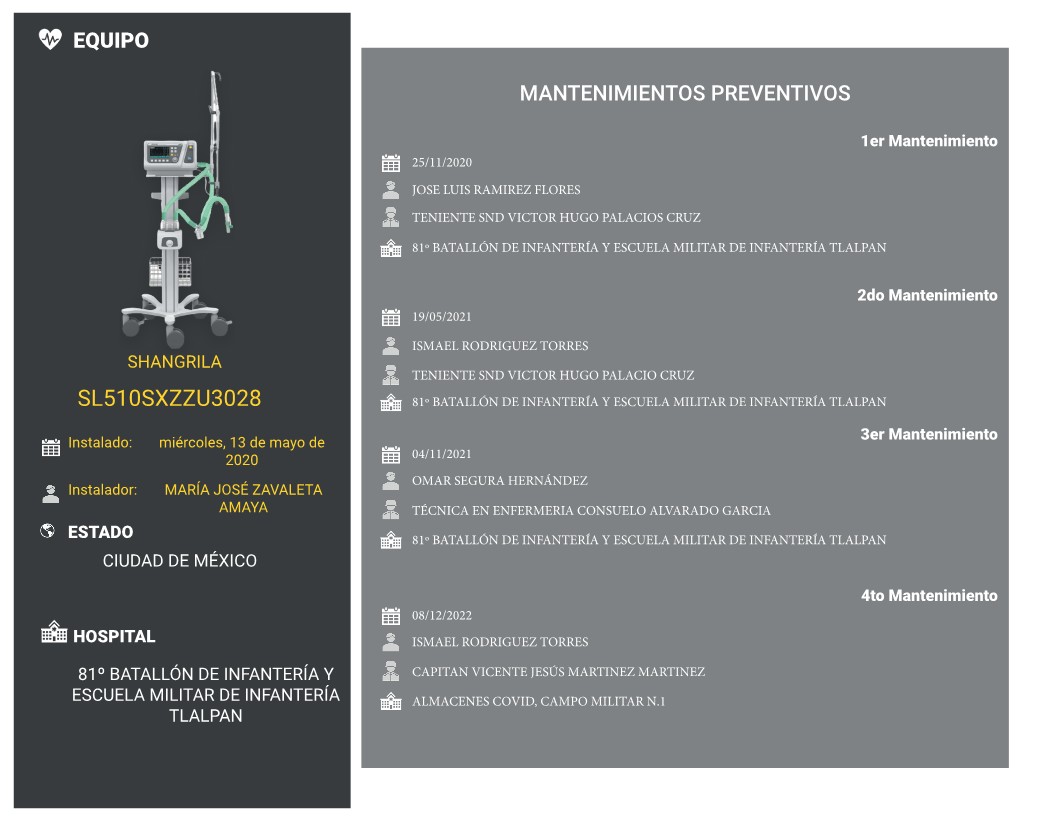 EQUIPO
SHANGRILA
SL510SXZZU3028
Instalado: miércoles, 13 de mayo de
2020
Instalador: MARÍA JOSÉ ZAVALETA
AMAYA
ESTADO
CIUDAD DE MÉXICO
HOSPITAL
81º BATALLÓN DE INFANTERÍA Y
ESCUELA MILITAR DE INFANTERÍA
TLALPAN
MANTENIMIENTOS PREVENTIVOS
1er Mantenimiento
25/11/2020
JOSE LUIS RAMIREZ FLORES
TENIENTE SND VICTOR HUGO PALACIOS CRUZ
81º BATALLÓN DE INFANTERÍA Y ESCUELA MILITAR DE INFANTERÍA TLALPAN
2do Mantenimiento
19/05/2021
ISMAEL RODRIGUEZ TORRES
TENIENTE SND VICTOR HUGO PALACIO CRUZ
81º BATALLÓN DE INFANTERÍA Y ESCUELA MILITAR DE INFANTERÍA TLALPAN
3er Mantenimiento
04/11/2021
OMAR SEGURA HERNÁNDEZ
TÉCNICA EN ENFERMERIA CONSUELO ALVARADO GARCIA
81º BATALLÓN DE INFANTERÍA Y ESCUELA MILITAR DE INFANTERÍA TLALPAN
4to Mantenimiento
08/12/2022
ISMAEL RODRIGUEZ TORRES
CAPITAN VICENTE JESÚS MARTINEZ MARTINEZ
ALMACENES COVID, CAMPO MILITAR N.1